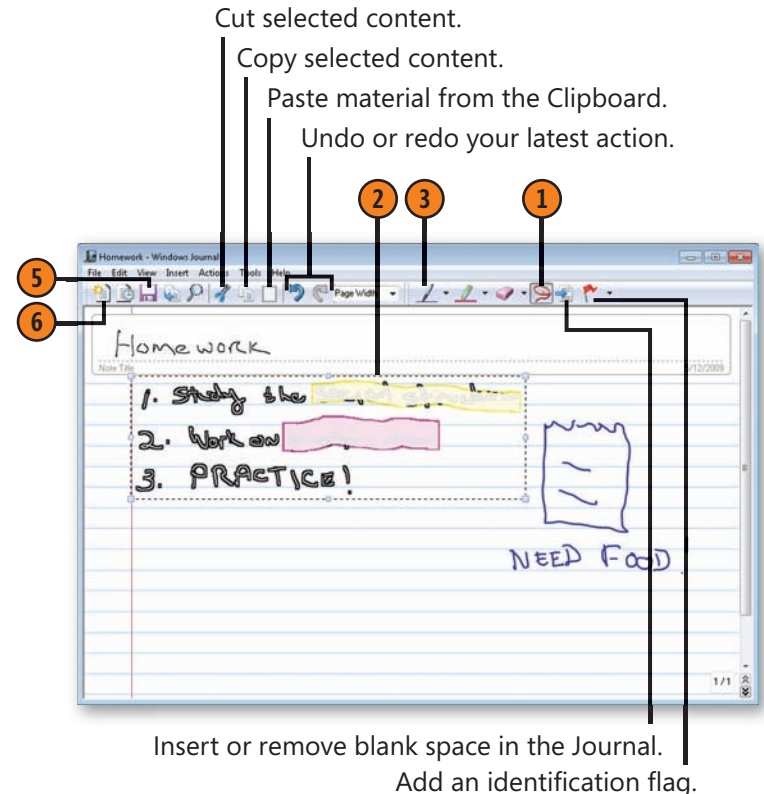 Cut selected content.
Copy selected content.
Paste material from the Clipboard.
Undo or redo your latest action.
2 3 1
Homework - Windows Journal
5
File Edit View Insert Actions Tools Help
Page Width
6
Homework
Note Title
/12/2009
1. Study the
2. Work on
3. PRACTICE!
NEED FOOD
1/1
Insert or remove blank space in the Journal.
Add an identification flag.